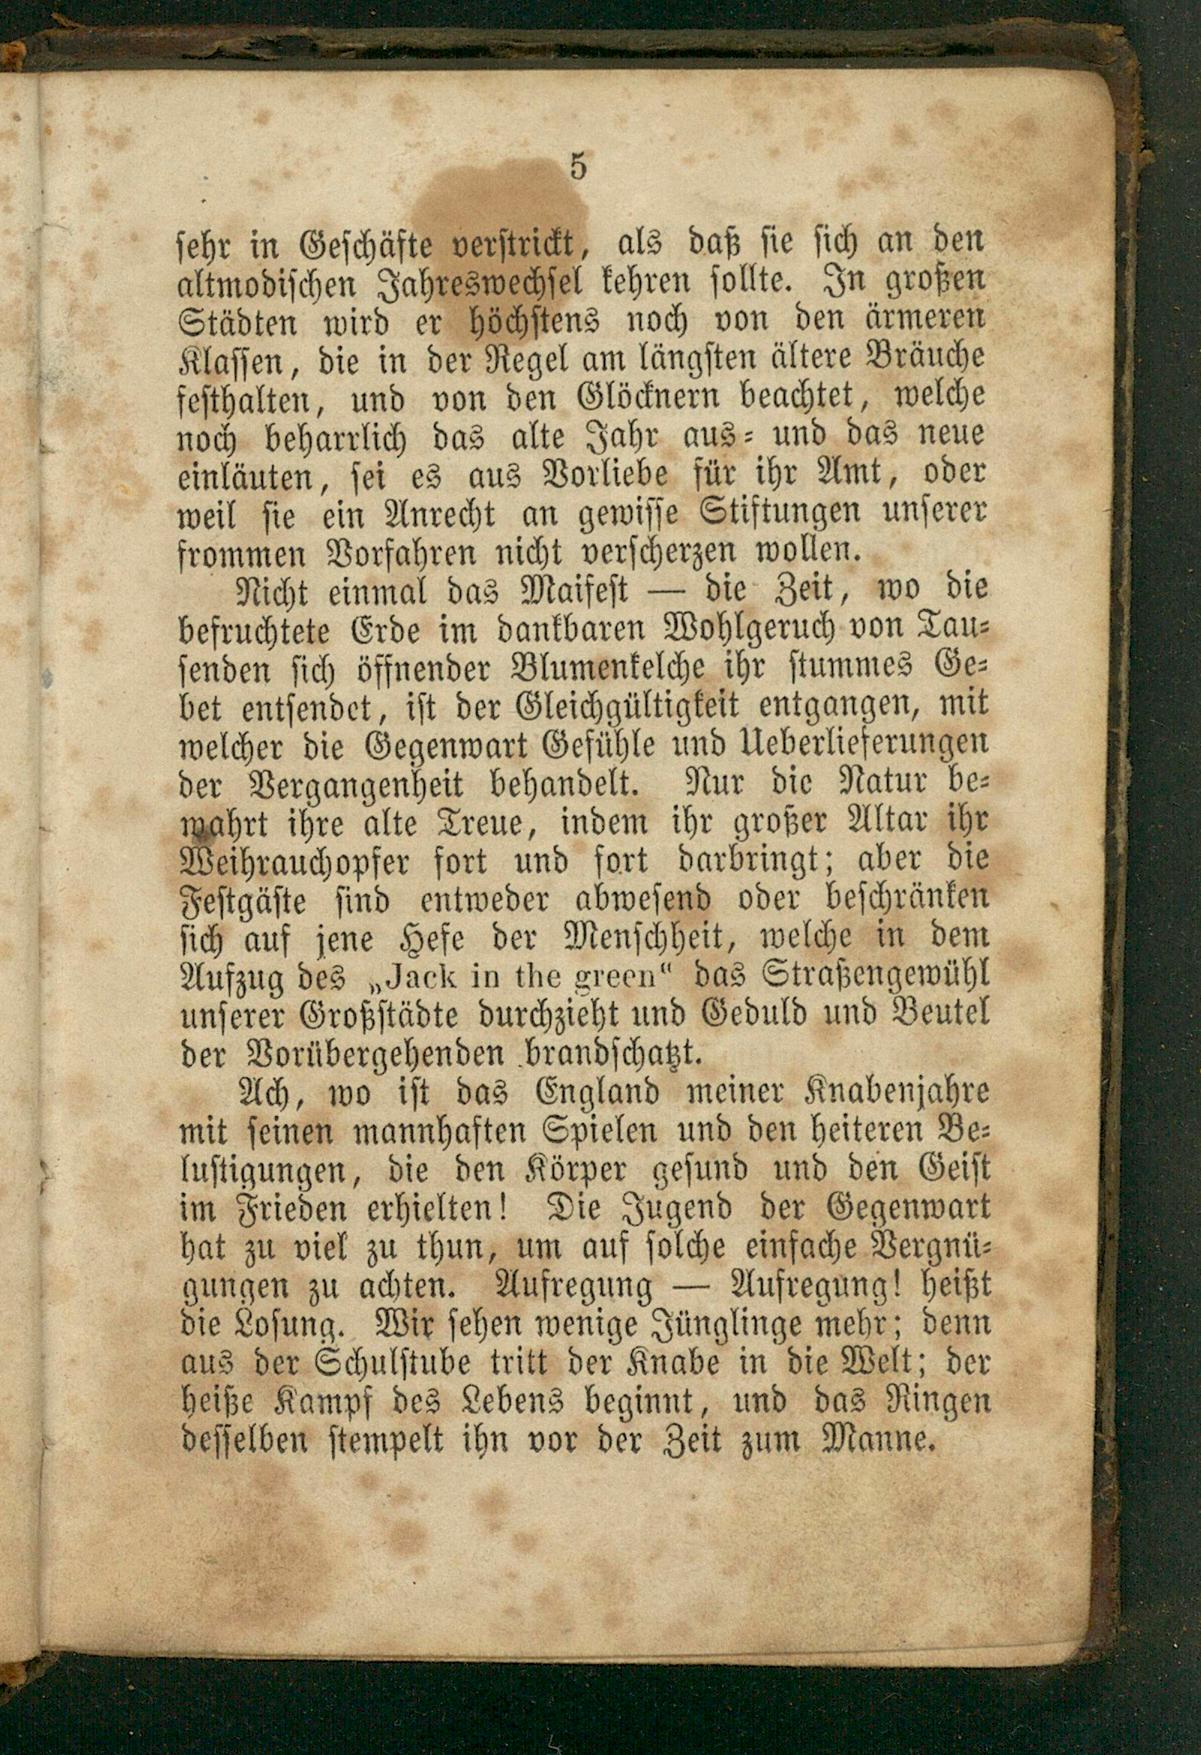 5
sehr in Geschäfte verstrickt, als daß sie sich an den
altmodischen Jahreswechsel kehren sollte. In großen
Städten wird er höchstens noch von den ärmeren
Klassen, die in der Regel am längsten ältere Bräuche
festhalten, und von den Glöcknern beachtet, welche
noch beharrlich das alte Jahr aus- und das neue
einläuten, sei es aus Vorliebe für ihr Amt, oder
weil sie ein Anrecht an gewisse Stiftungen unserer
frommen Vorfahren nicht verscherzen wollen.
Nicht einmal das Maifest — die Zeit, wo die
befruchtete Erde im dankbaren Wohlgeruch von Tau-
senden sich öffnender Blumenkelche ihr stummes Ge-
bet entsendet, ist der Gleichgültigkeit entgangen, mit
welcher die Gegenwart Gefühle und Ueberlieferungen
der Vergangenheit behandelt. Nur die Natur be-
wahrt ihre alte Treue, indem ihr großer Altar ihr
Weihrauchopfer fort und fort darbringt; aber die
Festgäste sind entweder abwesend oder beschränken
sich auf jene Hefe der Menschheit, welche in dem
Aufzug des „Jack in the green“ das Straßengewühl
unserer Großstädte durchzieht und Geduld und Beutel
der Vorübergehenden brandschatzt.
Ach, wo ist das England meiner Knabenjahre
mit seinen mannhaften Spielen und den heiteren Be-
lustigungen, die den Körper gesund und den Geist
im Frieden erhielten! Die Jugend der Gegenwart
hat zu viel zu thun, um auf solche einfache Vergnü-
gungen zu achten. Aufregung — Aufregung! heißt
die Losung. Wir sehen wenige Jünglinge mehr; denn
aus der Schulstube tritt der Knabe in die Welt; der
heiße Kampf des Lebens beginnt, und das Ringen
desselben stempelt ihn vor der Zeit zum Manne.